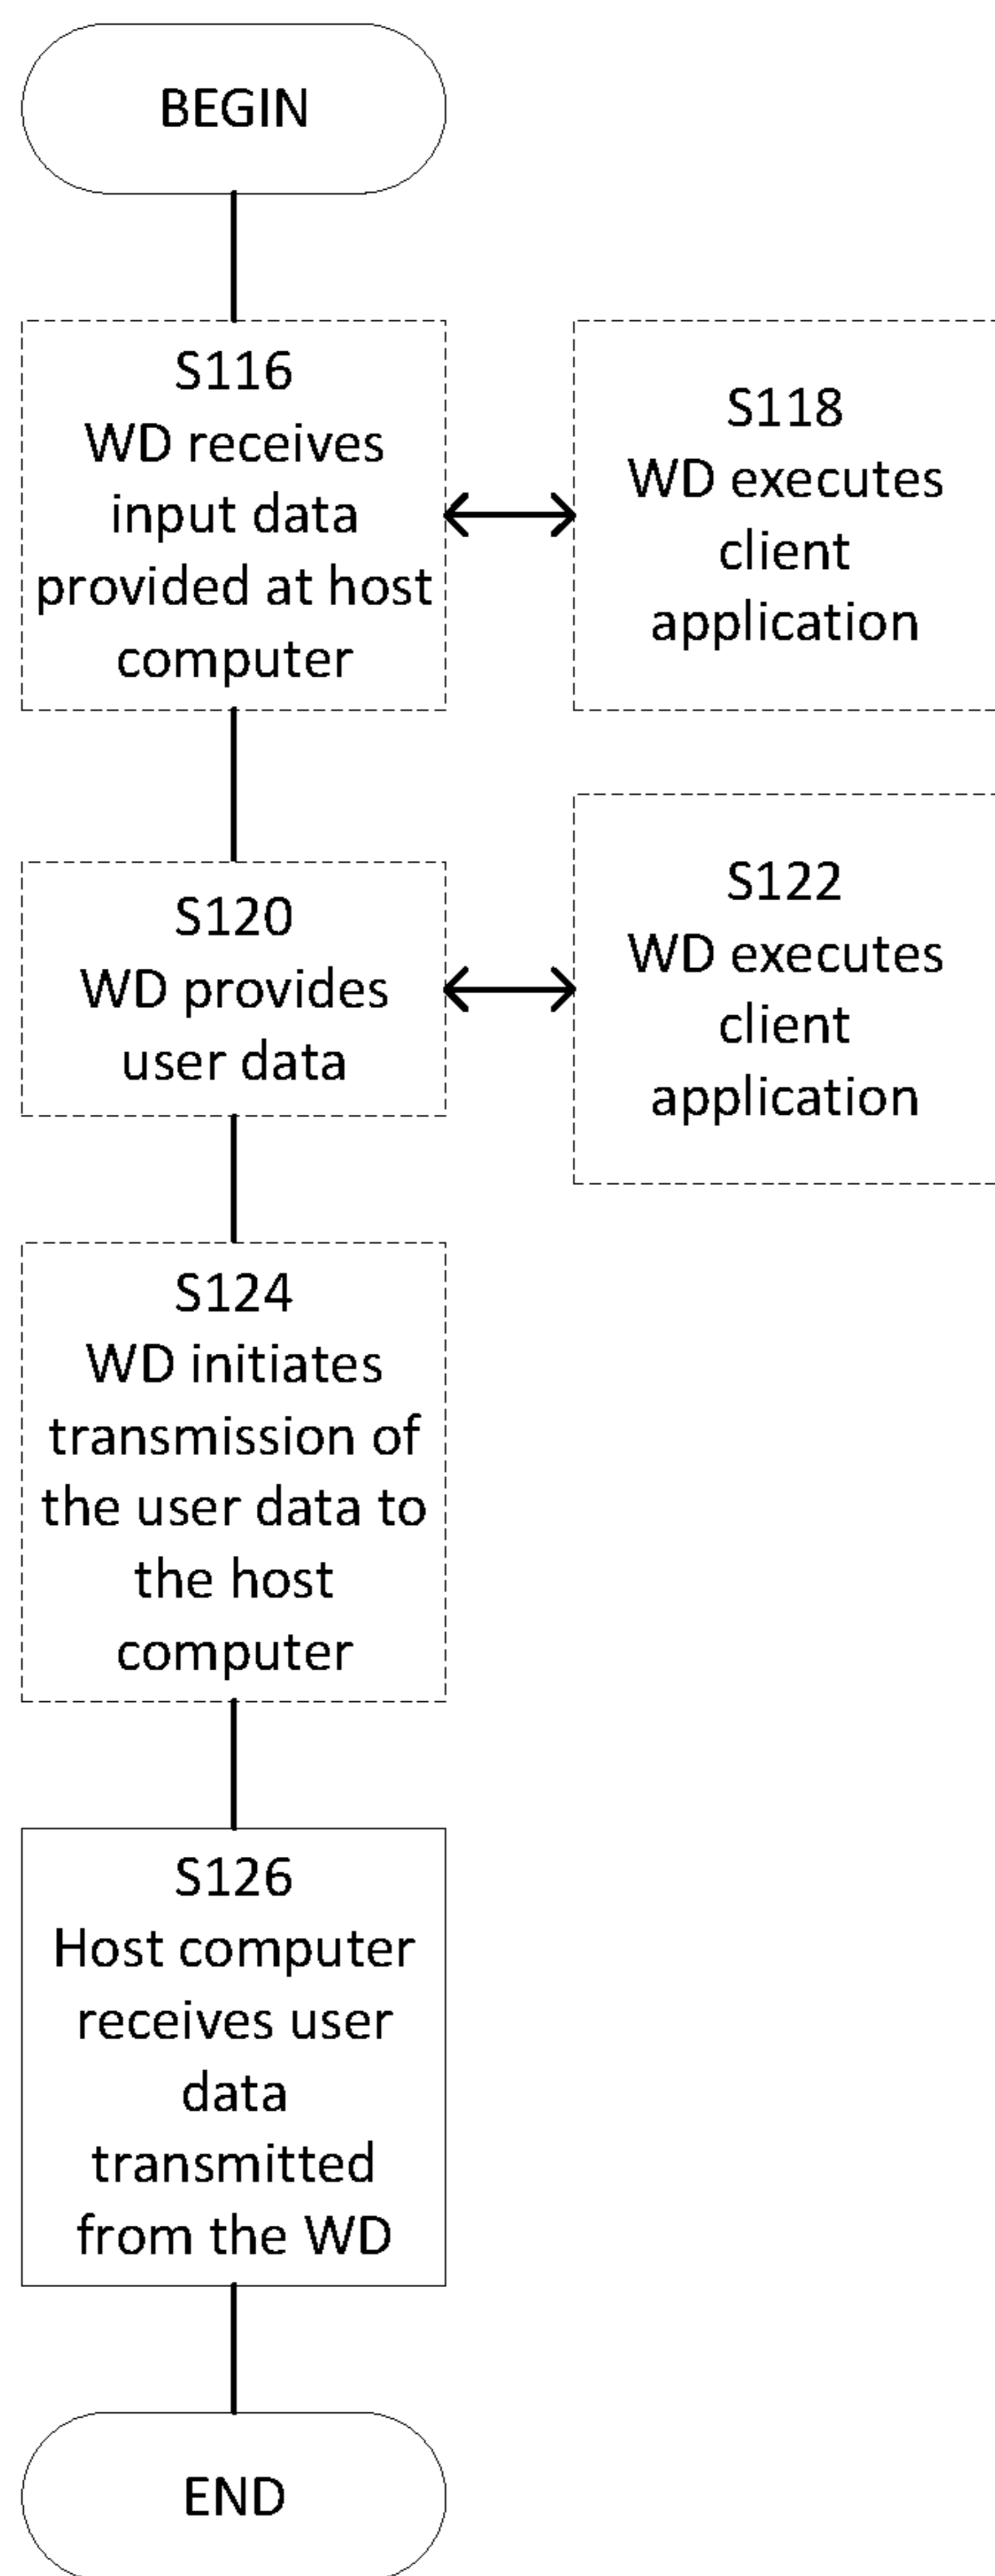 BEGIN
S116
WD receives
input data
provided at host
computer
S118
WD executes
client
application
S120
WD provides
user data
S122
WD executes
client
application
S124
WD initiates
transmission of
the user data to
the host
computer
S126
Host computer
receives user
data
transmitted
from the WD
END